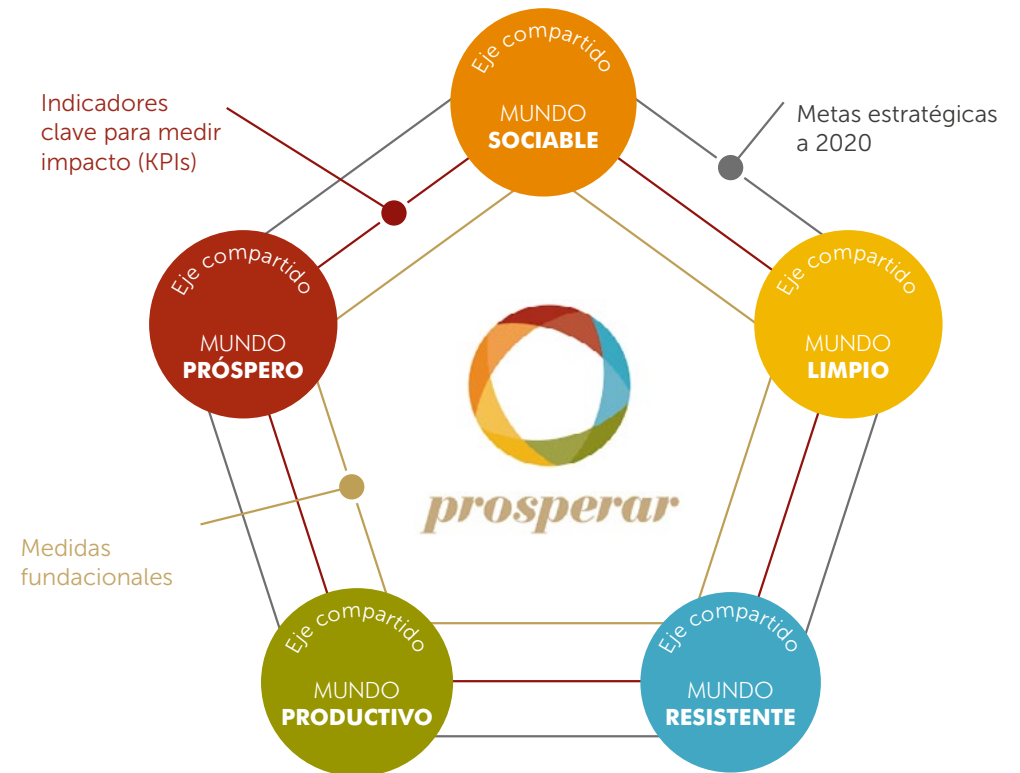 Eje compartido
MUNDO
SOCIABLE
Indicadores
clave para medir
impacto (KPIs)
Metas estratégicas
a 2020
Eje compartido
MUNDO
PRÓSPERO
Eje compartido
MUNDO
LIMPIO
prosperar
Medidas
fundacionales
Eje compartido
MUNDO
PRODUCTIVO
Eje compartido
MUNDO
RESISTENTE